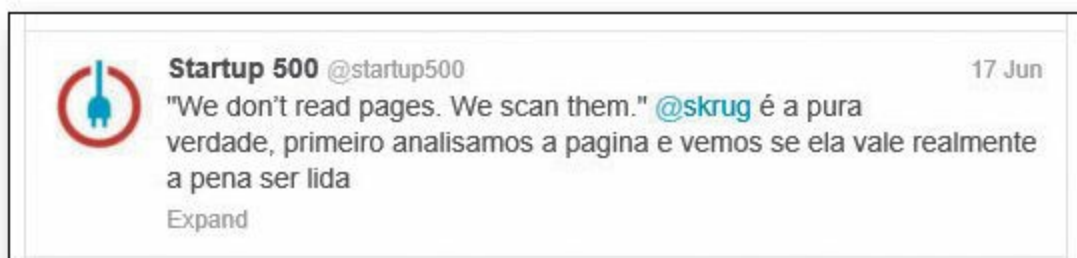 Startup 500 @startup500 17 Jun
"We don't read pages. We scan them." @skrug é a pura
verdade, primeiro analisamos a pagina e vemos se ela vale realmente
a pena ser lida
Expand